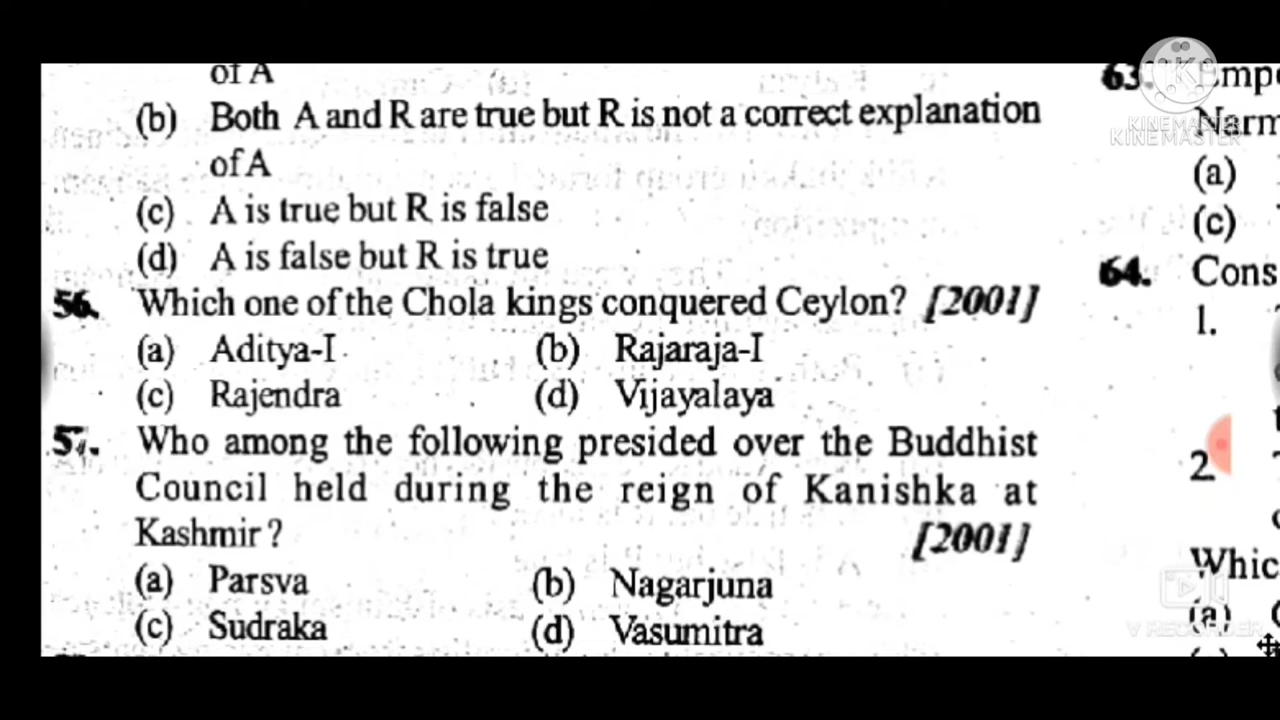 of A
(b) Both A and R are true but R is not a correct explanation
of A
(c) A is true but R is false
(d) A is false but R is true
56. Which one of the Chola kings conquered Ceylon? [2001]
(a) Aditya-I (b) Rajaraja-I
(c) Rajendra (d) Vijayalaya
57. Who among the following presided over the Buddhist
Council held during the reign of Kanishka at
Kashmir? [2001]
(a) Parsva (b) Nagarjuna
(c) Sudraka (d) Vasumitra
63.
(a)
(c)
64. Cons
1.
2
Whic
(a)
KINEMASTER
KINEMASTER
V RECORDER